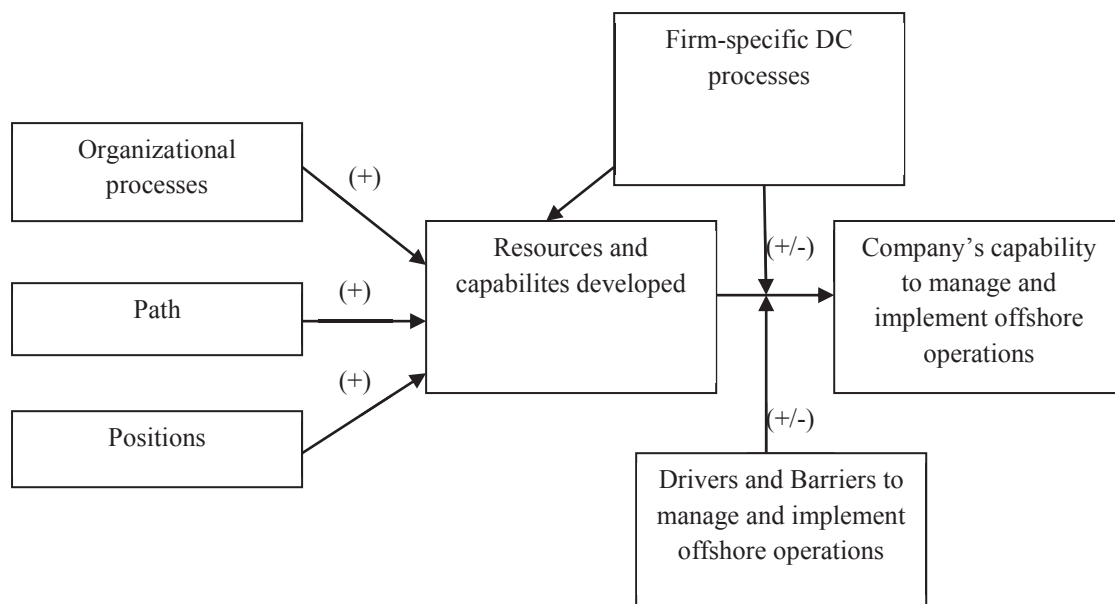 Firm-specific DC
processes
Organizational
processes
(+)
Path
(+)
Positions
(+)
Resources and
capabilites developed
(+/-)
Company’s capability
to manage and
implement offshore
operations
(+/-)
Drivers and Barriers to
manage and implement
offshore operations